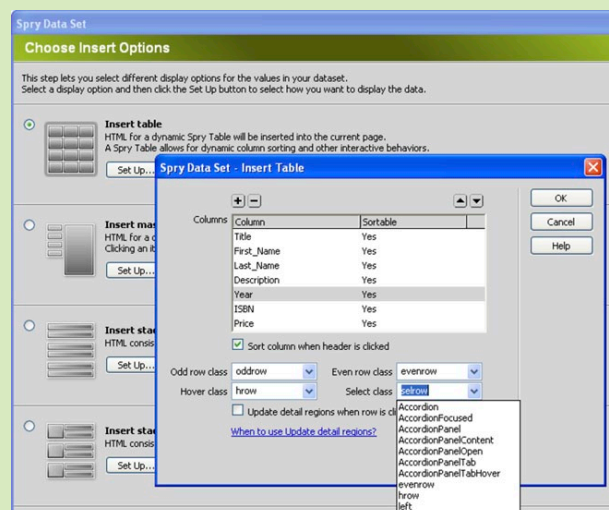 Spry Data Set
Choose Insert Options
This step lets you select different display options for the values in your dataset.
Select a display option and then click the Set Up button to select how you want to display the data.
Insert table
HTML for a dynamic Spry Table will be inserted into the current page.
A Spry Table allows for dynamic column sorting and other interactive behaviors.
Set Up...
Insert mas
HTML for a d
Clicking an it
Set Up...
Insert stac
HTML consis
Set Up...
Insert stac
HTML consis
Set Up...
Spry Data Set - Insert Table
Columns
Column Sortable
Title Yes
First_Name Yes
Last_Name Yes
Description Yes
Year Yes
ISBN Yes
Price Yes
OK
Cancel
Help
Sort column when header is clicked
Odd row class oddrow Even row class evenrow
Hover class hrow Select class selrow
Update detail regions when row is cli
When to use Update detail regions?
Accordion
AccordionFocused
AccordionPanel
AccordionPanelContent
AccordionPanelOpen
AccordionPanelTab
AccordionPanelTabHover
evenrow
hrow
left